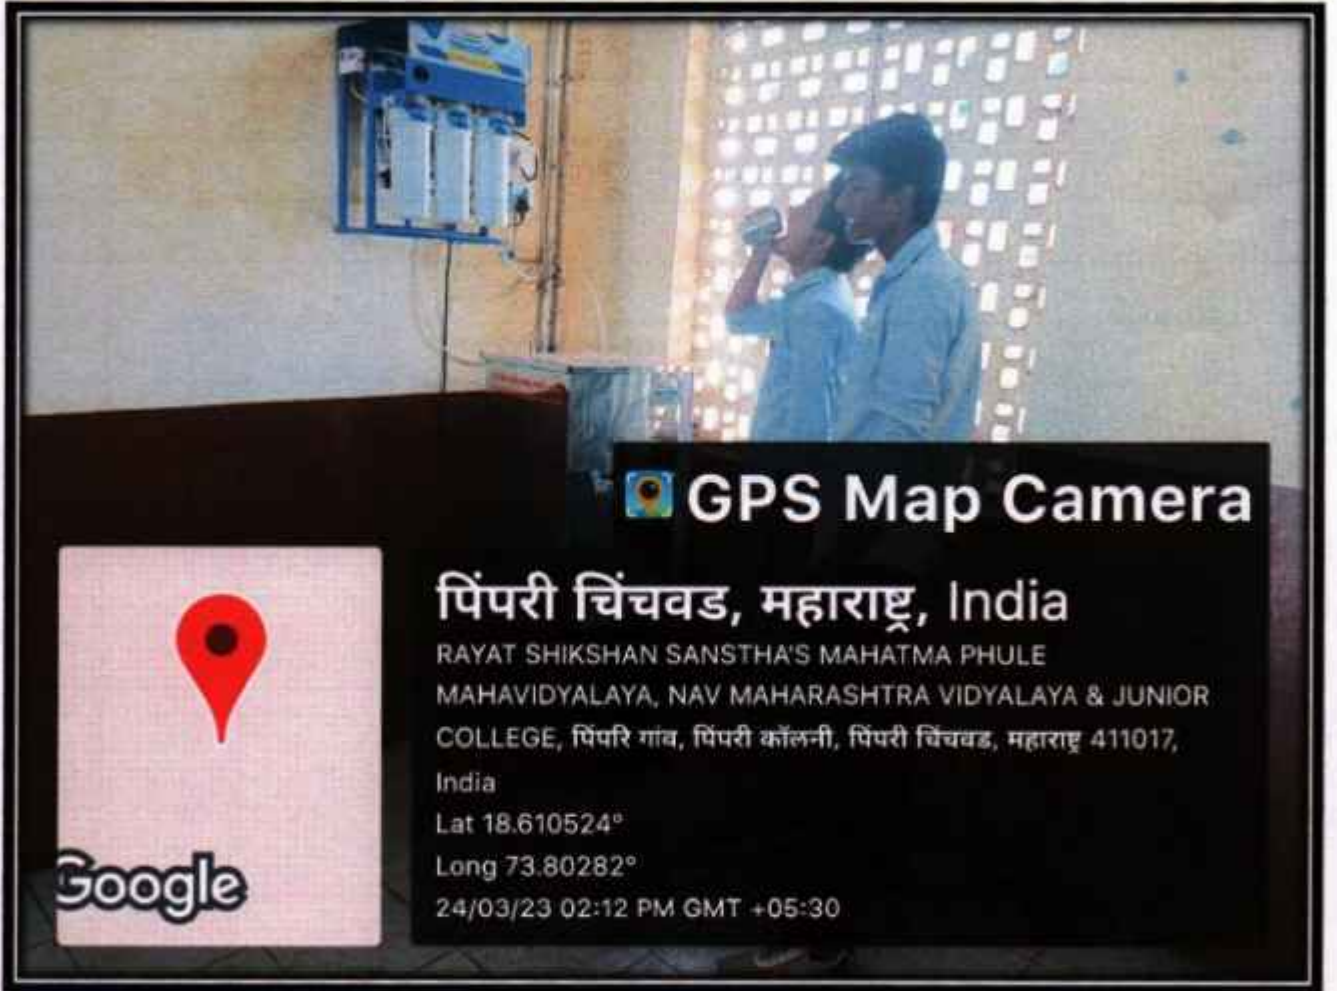 GPS Map Camera
पिंपरी चिंचवड, महाराष्ट्र, India
RAYAT SHIKSHAN SANSTHA'S MAHATMA PHULE
MAHAVIDYALAYA, NAV MAHARASHTRA VIDYALAYA & JUNIOR
COLLEGE, पिंपरि गांव, पिंपरी कॉलनी, पिंपरी चिंचवड, महाराष्ट्र 411017,
India
Lat 18.610524°
Long 73.80282°
24/03/23 02:12 PM GMT +05:30
Google